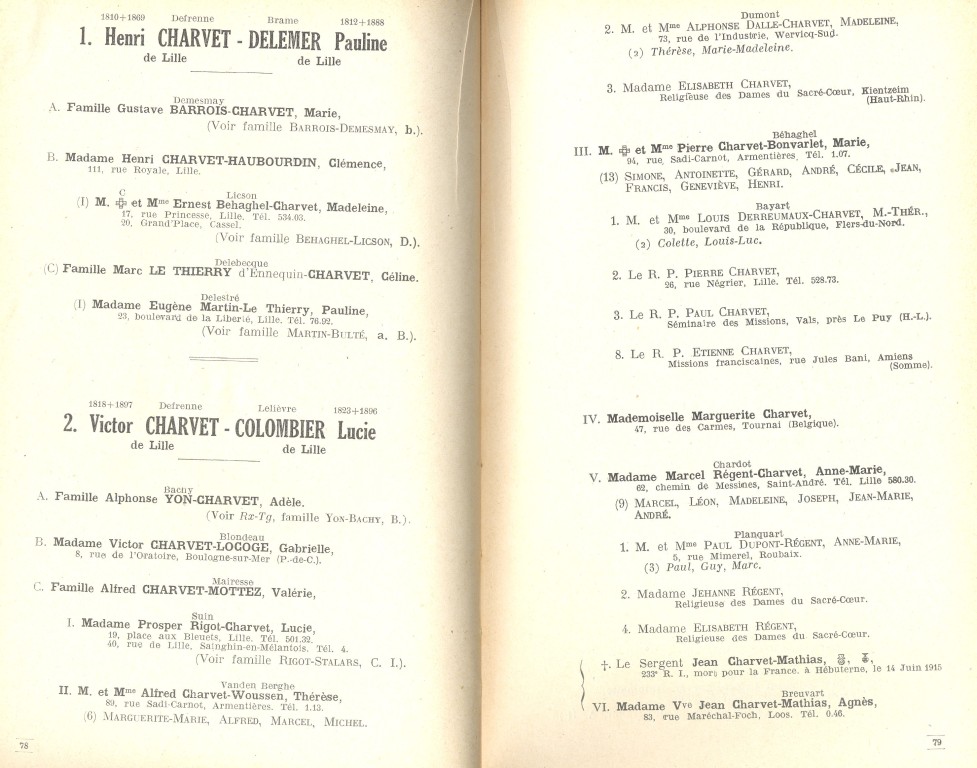 1810+1869 Defrenne Brame 1812+1888
1. Henri CHARVET - DELEMER Pauline
de Lille de Lille
Demesmay
A. Famille Gustave BARROIS-CHARVET, Marie,
(Voir famille BARROIS-DEMESMAY, b.).
B. Madame Henri CHARVET-HAUBOURDIN, Clémence,
111, rue Royale, Lille.
C Licson
(I) M. ✠ et Mme Ernest Behaghel-Charvet, Madeleine,
17, rue Princesse, Lille. Tél. 534.03.
20, Grand'Place, Cassel.
(Voir famille BEHAGHEL-LICSON, D.).
Delebecque
(C) Famille Marc LE THIERRY d'Ennequin-CHARVET, Céline.
Delestré
(I) Madame Eugène Martin-Le Thierry, Pauline,
23, boulevard de la Liberté, Lille. Tél. 76.92.
(Voir famille MARTIN-BULTÉ, a. B.).
1818+1897 Defrenne Lelièvre 1823+1896
2. Victor CHARVET - COLOMBIER Lucie
de Lille de Lille
Bachy
A. Famille Alphonse YON-CHARVET, Adèle.
(Voir Rx-Tg, famille YON-BACHY, B.).
Blondeau
B. Madame Victor CHARVET-LOCOGE, Gabrielle,
8, rue de l'Oratoire, Boulogne-sur-Mer (P.-de-C.).
Mairesse
C. Famille Alfred CHARVET-MOTTEZ, Valérie,
Suin
I. Madame Prosper Rigot-Charvet, Lucie,
19, place aux Bleuets, Lille. Tél. 501.32.
40, rue de Lille, Sainghin-en-Mélantois. Tél. 4.
(Voir famille RIGOT-STALARS, C. I.).
Vanden Berghe
II. M. et Mme Alfred Charvet-Woussen, Thérèse,
89, rue Sadi-Carnot, Armentières. Tél. 1.13.
(6) MARGUERITE-MARIE, ALFRED, MARCEL, MICHEL.
78
Dumont
2. M. et Mme ALPHONSE DALLE-CHARVET, MADELEINE,
73, rue de l'Industrie, Wervicq-Sud.
(2) Thérèse, Marie-Madeleine.
3. Madame ELISABETH CHARVET,
Religieuse des Dames du Sacré-Cœur, Kientzeim
(Haut-Rhin).
Béhaghel
III. M. ✠ et Mme Pierre Charvet-Bonvarlet, Marie,
94, rue Sadi-Carnot, Armentières. Tél. 1.07.
(13) SIMONE, ANTOINETTE, GÉRARD, ANDRÉ, CÉCILE, JEAN,
FRANCIS, GENEVIÈVE, HENRI.
Bayart
1. M. et Mme LOUIS DERREUMAUX-CHARVET, M.-THÉR.,
30, boulevard de la République, Flers-du-Nord.
(2) Colette, Louis-Luc.
2. Le R. P. PIERRE CHARVET,
26, rue Négrier, Lille. Tél. 528.73.
3. Le R. P. PAUL CHARVET,
Séminaire des Missions, Vals, près Le Puy (H.-L.).
8. Le R. P. ETIENNE CHARVET,
Missions franciscaines, rue Jules Bani, Amiens
(Somme).
IV. Mademoiselle Marguerite Charvet,
47, rue des Carmes, Tournai (Belgique).
Chardot
V. Madame Marcel Régent-Charvet, Anne-Marie,
62, chemin de Messines, Saint-André. Tél. Lille 580.30.
(9) MARCEL, LÉON, MADELEINE, JOSEPH, JEAN-MARIE,
ANDRÉ.
Planquart
1. M. et Mme PAUL DUPONT-RÉGENT, ANNE-MARIE,
5, rue Mimerel, Roubaix.
(3) Paul, Guy, Marc.
2. Madame JEHANNE RÉGENT,
Religieuse des Dames du Sacré-Cœur.
4. Madame ELISABETH RÉGENT,
Religieuse des Dames du Sacré-Cœur.
†. Le Sergent Jean Charvet-Mathias,
233e R. I., mort pour la France. à Hébuterne, le 14 Juin 1915
Breuvart
VI. Madame Vve Jean Charvet-Mathias, Agnès,
83, rue Maréchal-Foch, Loos. Tél. 0.46.
79